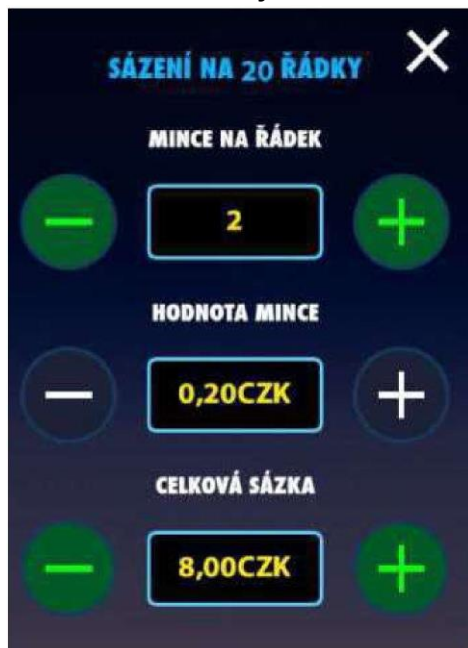 SÁZENÍ NA 20 ŘÁDKY
MINCE NA ŘÁDEK
2
HODNOTA MINCE
0,20CZK
CELKOVÁ SÁZKA
8,00CZK